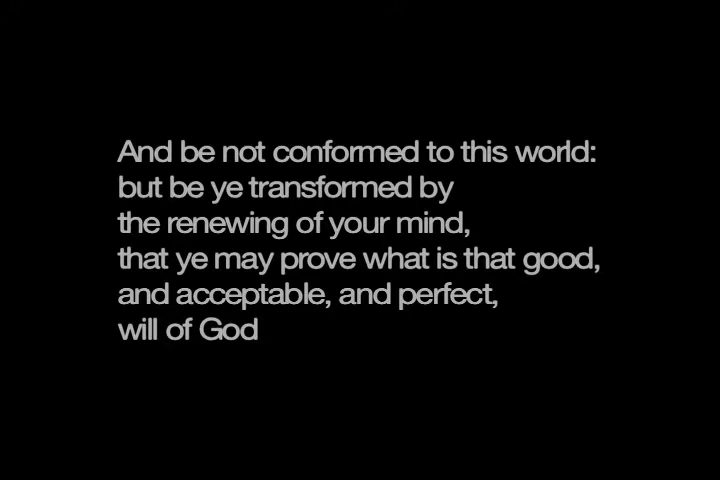 And be not conformed to this world:
but be ye transformed by
the renewing of your mind,
that ye may prove what is that good,
and acceptable, and perfect,
will of God